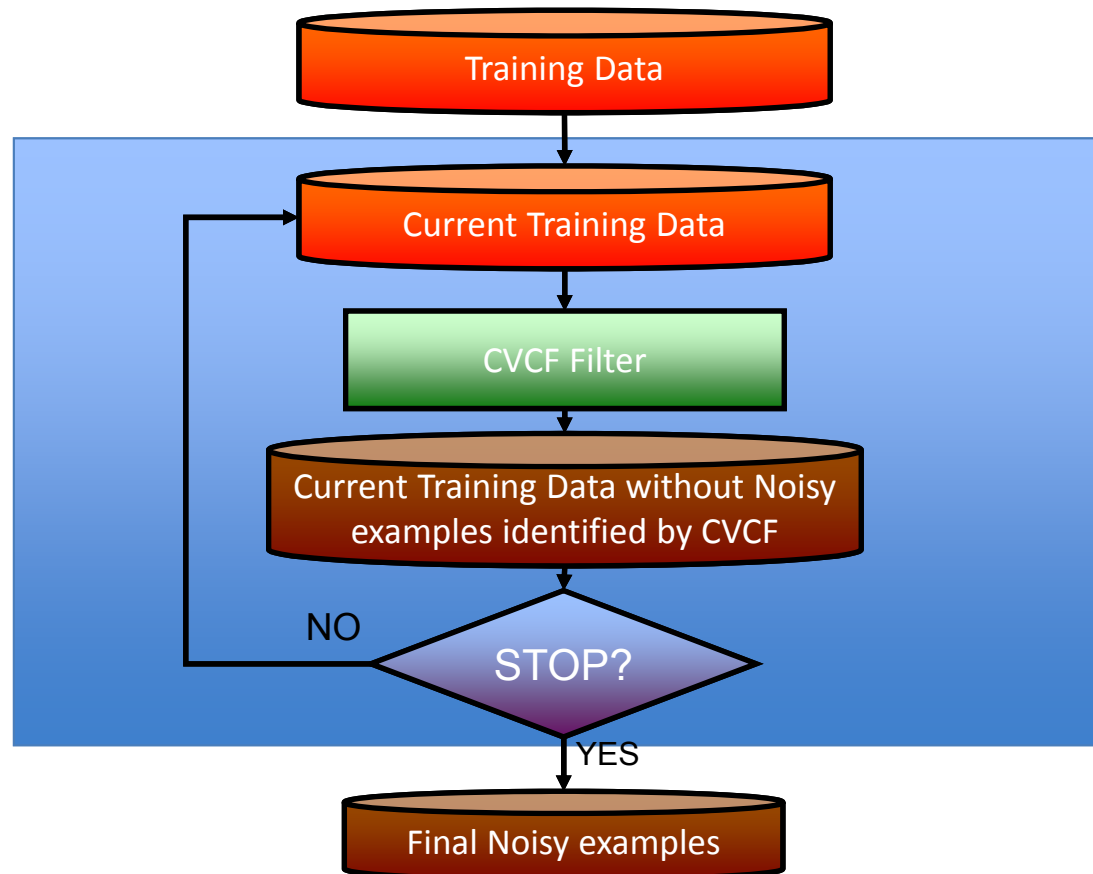 Training Data
Current Training Data
CVCF Filter
Current Training Data without Noisy
examples identified by CVCF
NO
STOP?
YES
Final Noisy examples